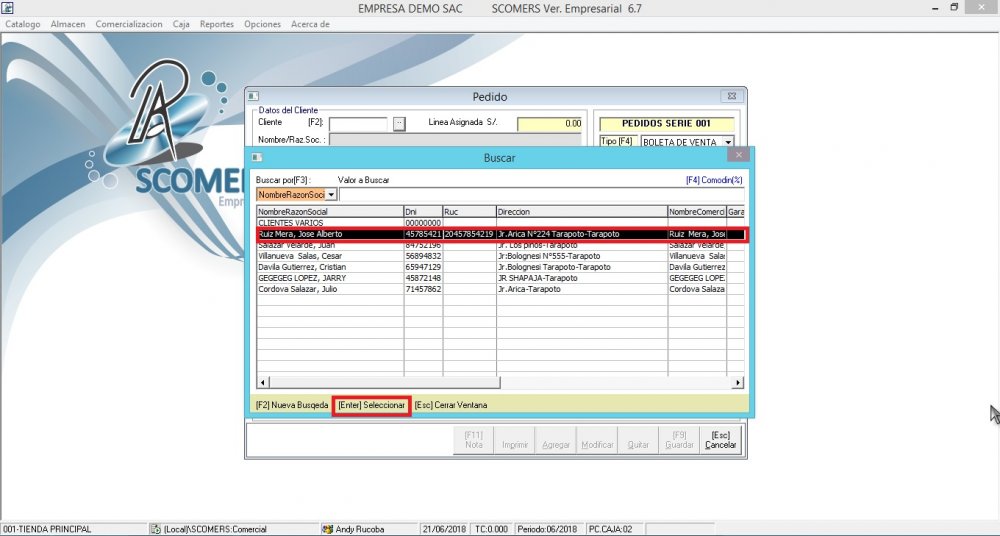 EMPRESA DEMO SAC SCOMERS Ver. Empresarial 6.7
Catalogo Almacen Comercializacion Caja Reportes Opciones Acerca de
Pedido
Datos del Cliente
Cliente [F2]: .. Linea Asignada S/. 0.00
PEDIDOS SERIE 001
Nombre/Raz.Soc. :
Tipo [F4] BOLETA DE VENTA
SCOMER
Empr
Buscar
Buscar por[F3] : Valor a Buscar [F4] Comodin(%)
NombreRazonSoci
NombreRazonSocial Dni Ruc Direccion NombreComerci Gara
CLIENTES VARIOS 00000000
Ruiz Mera, Jose Alberto 45785421 20457854219 Jr.Arica N°224 Tarapoto-Tarapoto Ruiz Mera, Jose
Salazar Velarde, Juan 84752196 Jr. Los pinos-Tarapoto Salazar Velarde
Villanueva Salas, Cesar 56894832 Jr:Bolognesi N°555-Tarapoto Villanueva Salas
Davila Gutierrez, Cristian 65947129 Jr:Bolognesi Tarapoto-Tarapoto Davila Gutierrez
GEGEGEG LOPEZ, JARRY 45872148 JR SHAPAJA-Tarapoto GEGEGEG LOPEZ
Cordova Salazar, Julio 71457862 Jr.Arica-Tarapoto Cordova Salaza
[F2] Nueva Busqeda [Enter] Seleccionar [Esc] Cerrar Ventana
[F11] Nota Imprimir Agregar Modificar Quitar [F9] Guardar [Esc] Cancelar
001-TIENDA PRINCIPAL (Local)\SCOMERS:Comercial Andy Rucoba 21/06/2018 TC:0.000 Periodo:06/2018 PC.CAJA:02